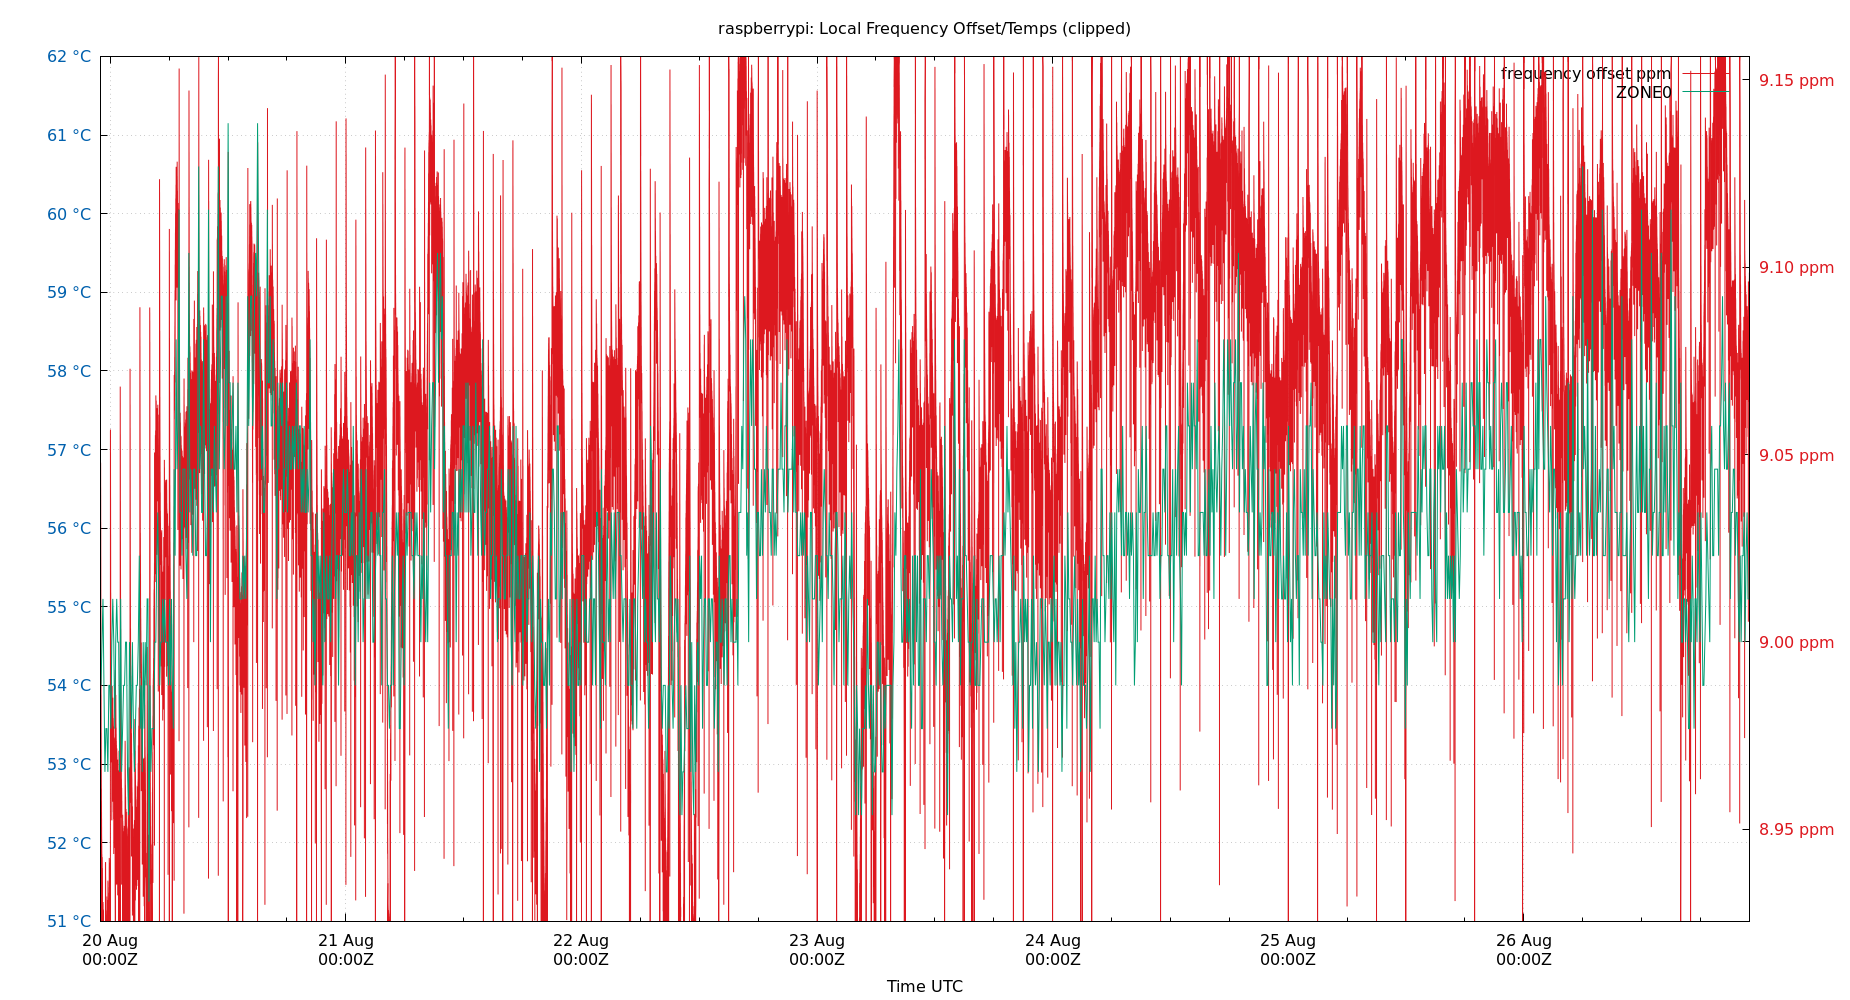 raspberrypi: Local Frequency Offset/Temps (clipped)
frequency offset ppm
ZONE0
62 °C
61 °C
60 °C
59 °C
58 °C
57 °C
56 °C
55 °C
54 °C
53 °C
52 °C
51 °C
9.15 ppm
9.10 ppm
9.05 ppm
9.00 ppm
8.95 ppm
20 Aug
00:00Z
21 Aug
00:00Z
22 Aug
00:00Z
23 Aug
00:00Z
24 Aug
00:00Z
25 Aug
00:00Z
26 Aug
00:00Z
Time UTC